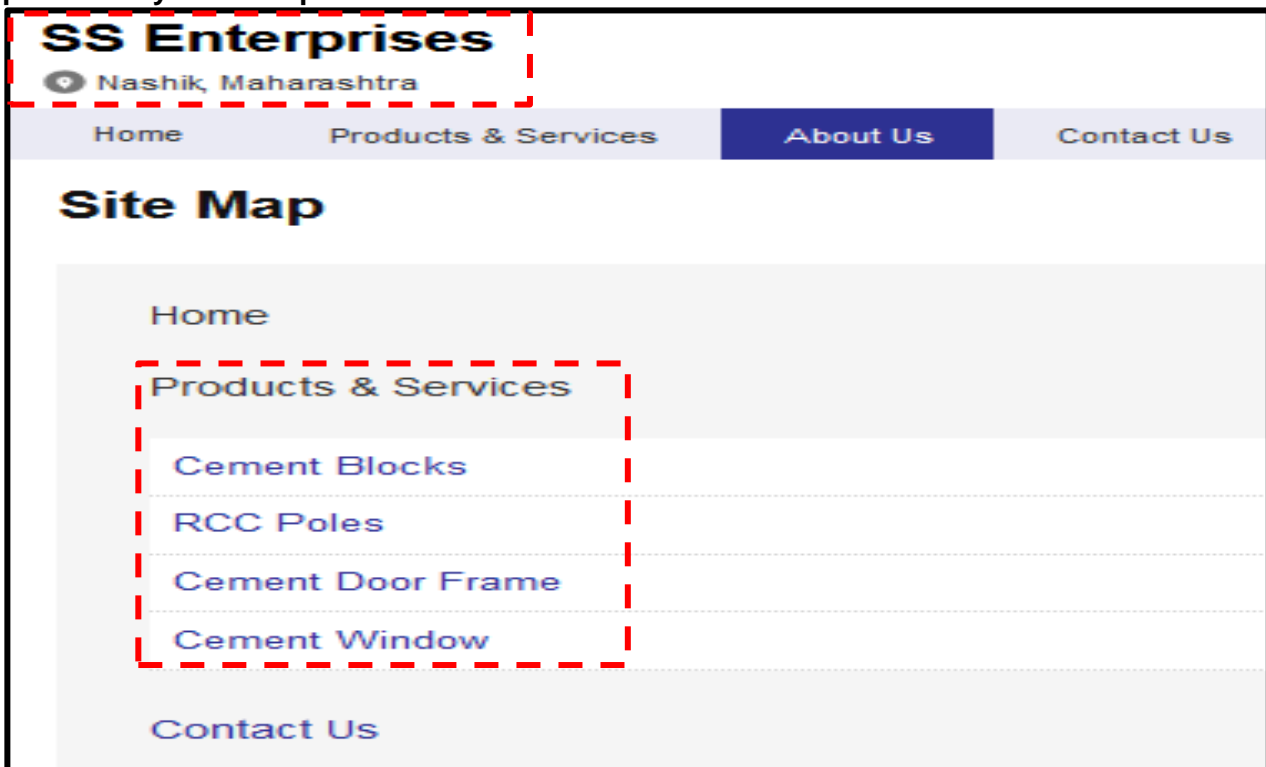 SS Enterprises
Nashik, Maharashtra
Home Products & Services About Us Contact Us
Site Map
Home
Products & Services
Cement Blocks
RCC Poles
Cement Door Frame
Cement Window
Contact Us